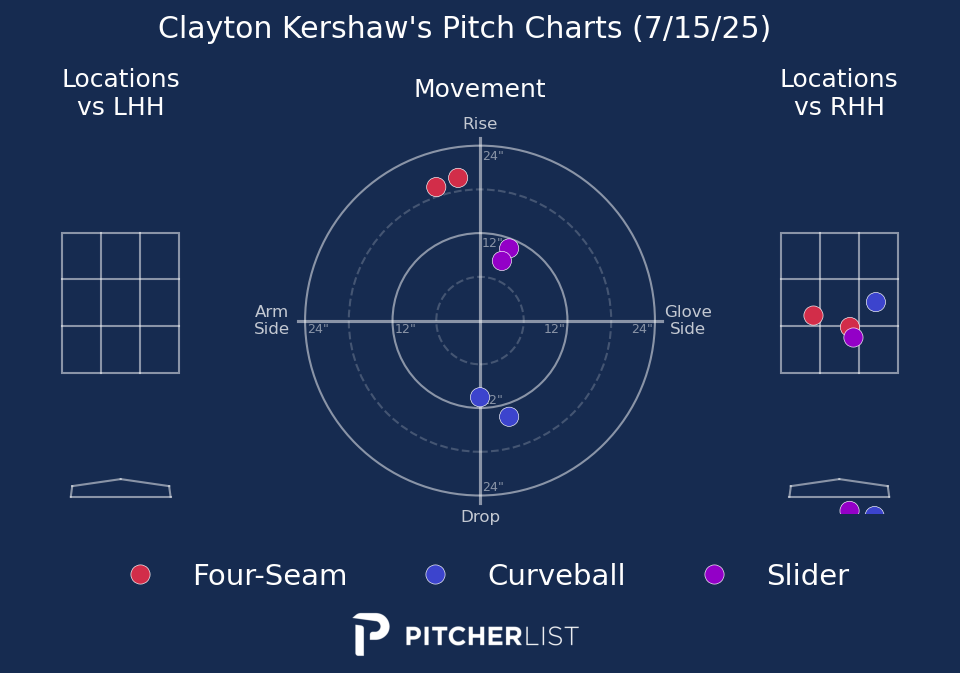 Clayton Kershaw's Pitch Charts (7/15/25)
Locations
vs LHH
Movement
Locations
vs RHH
Rise
24"
12"
Arm
Side
24"
12"
12"
24"
Glove
Side
2"
24"
Drop
Four-Seam
Curveball
Slider
PITCHERLIST